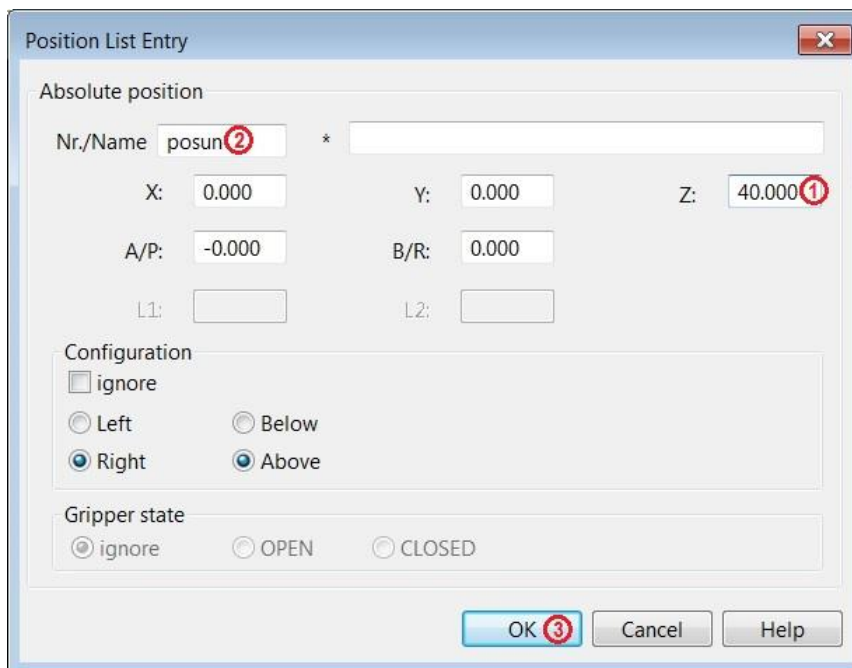 Position List Entry
Absolute position
Nr./Name posun 2 *
X: 0.000 Y: 0.000 Z: 40.000 1
A/P: -0.000 B/R: 0.000
L1: L2:
Configuration
ignore
Left Below
Right Above
Gripper state
ignore OPEN CLOSED
OK 3 Cancel Help